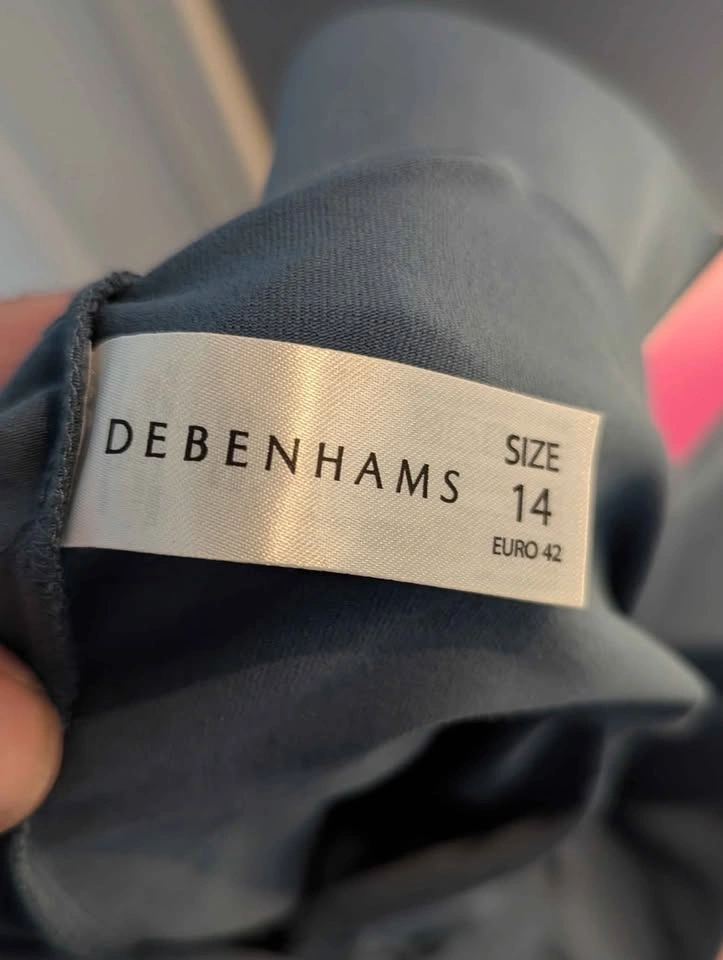 DEBENHAMS
SIZE
14
EURO 42